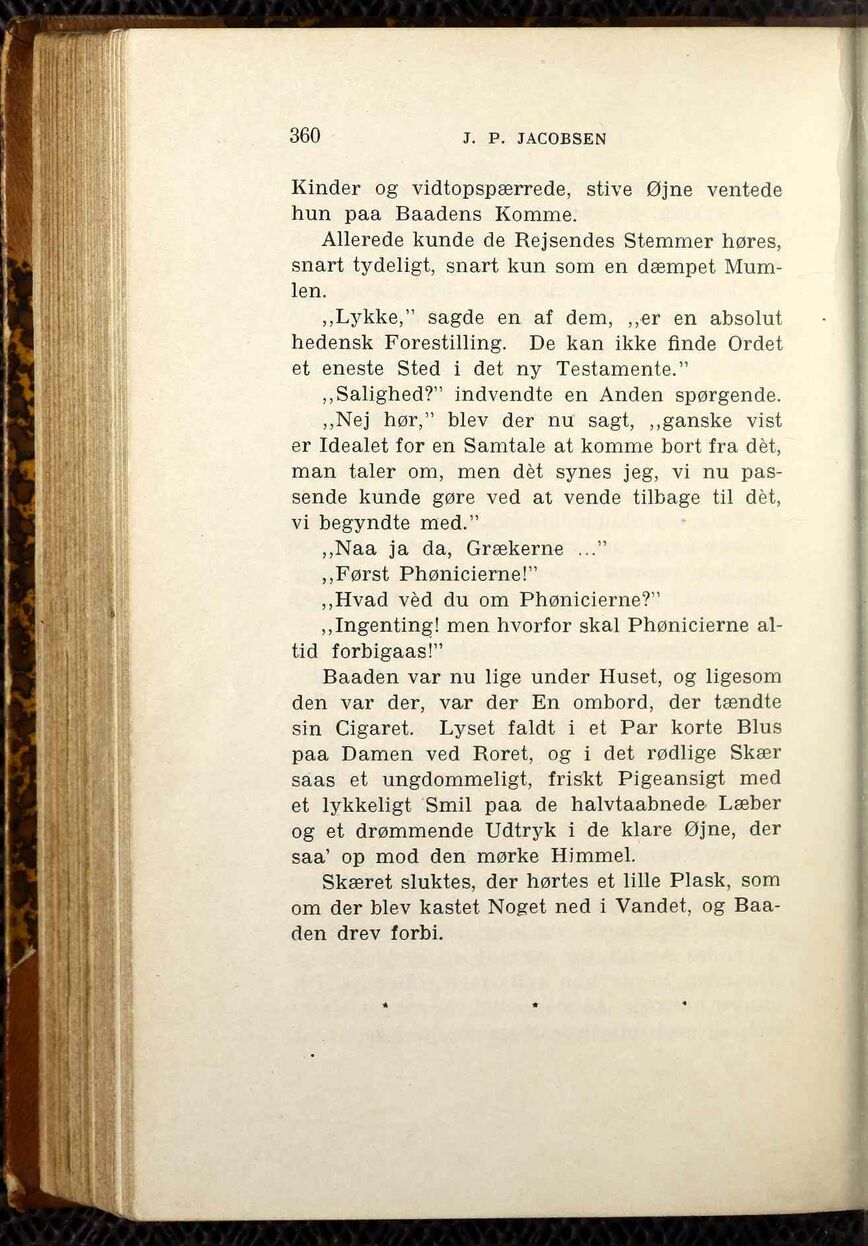 360 J. P. JACOBSEN
Kinder og vidtopspærrede, stive Øjne ventede
hun paa Baadens Komme.
Allerede kunde de Rejsendes Stemmer høres,
snart tydeligt, snart kun som en dæmpet Mum-
len.
,,Lykke,” sagde en af dem, ,,er en absolut
hedensk Forestilling. De kan ikke finde Ordet
et eneste Sted i det ny Testamente.”
,,Salighed?” indvendte en Anden spørgende.
,,Nej hør,” blev der nu sagt, ,,ganske vist
er Idealet for en Samtale at komme bort fra dèt,
man taler om, men dèt synes jeg, vi nu pas-
sende kunde gøre ved at vende tilbage til dèt,
vi begyndte med.”
,,Naa ja da, Grækerne ...”
,,Først Phønicierne!”
,,Hvad vèd du om Phønicierne?”
,,Ingenting! men hvorfor skal Phønicierne al-
tid forbigaas!”
Baaden var nu lige under Huset, og ligesom
den var der, var der En ombord, der tændte
sin Cigaret. Lyset faldt i et Par korte Blus
paa Damen ved Roret, og i det rødlige Skær
saas et ungdommeligt, friskt Pigeansigt med
et lykkeligt Smil paa de halvtaabnede Læber
og et drømmende Udtryk i de klare Øjne, der
saa’ op mod den mørke Himmel.
Skæret sluktes, der hørtes et lille Plask, som
om der blev kastet Noget ned i Vandet, og Baa-
den drev forbi.
* * *